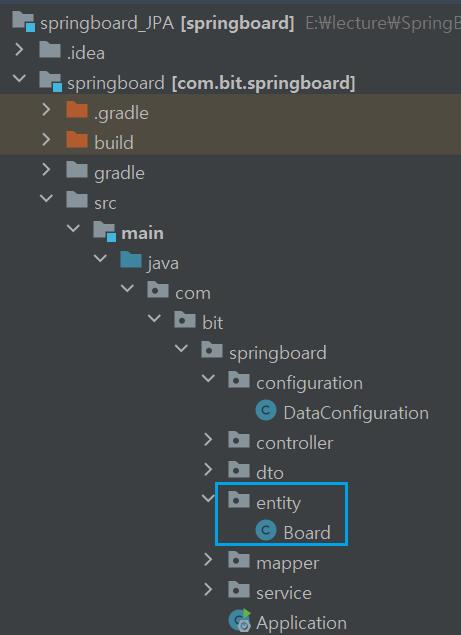 springboard_JPA [springboard] E:₩lecture₩SpringB
.idea
springboard [com.bit.springboard]
.gradle
build
gradle
src
main
java
com
bit
springboard
configuration
DataConfiguration
controller
dto
entity
Board
mapper
service
Application